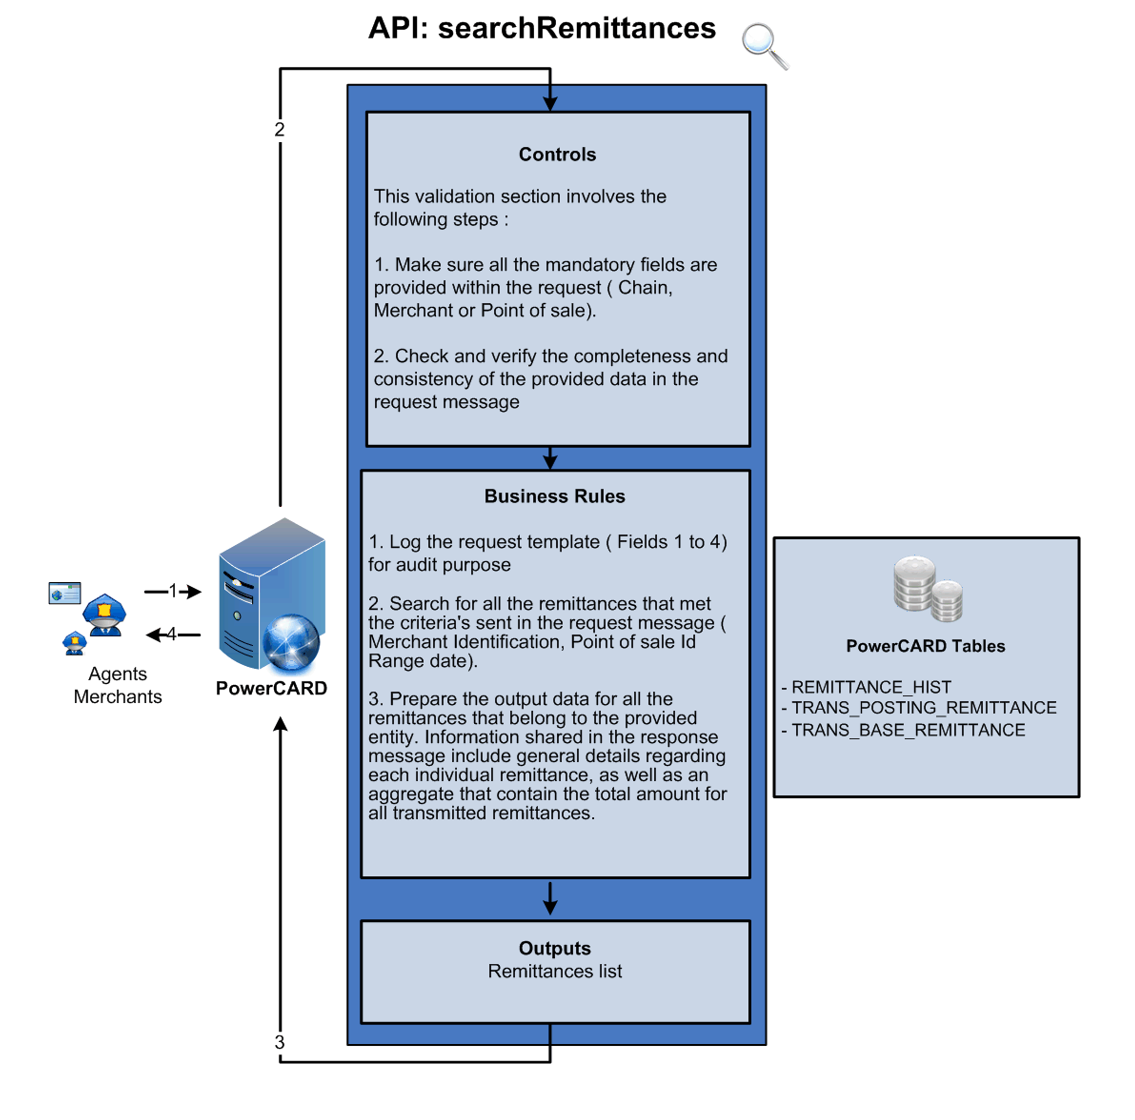 API: searchRemittances
2
Controls
This validation section involves the
following steps :
1. Make sure all the mandatory fields are
provided within the request ( Chain,
Merchant or Point of sale).
2. Check and verify the completeness and
consistency of the provided data in the
request message
Business Rules
1. Log the request template ( Fields 1 to 4)
for audit purpose
2. Search for all the remittances that met
the criteria's sent in the request message (
Merchant Identification, Point of sale Id
Range date).
3. Prepare the output data for all the
remittances that belong to the provided
entity. Information shared in the response
message include general details regarding
each individual remittance, as well as an
aggregate that contain the total amount for
all transmitted remittances.
1
4
Agents
Merchants
PowerCARD
PowerCARD Tables
- REMITTANCE_HIST
- TRANS_POSTING_REMITTANCE
- TRANS_BASE_REMITTANCE
Outputs
Remittances list
3